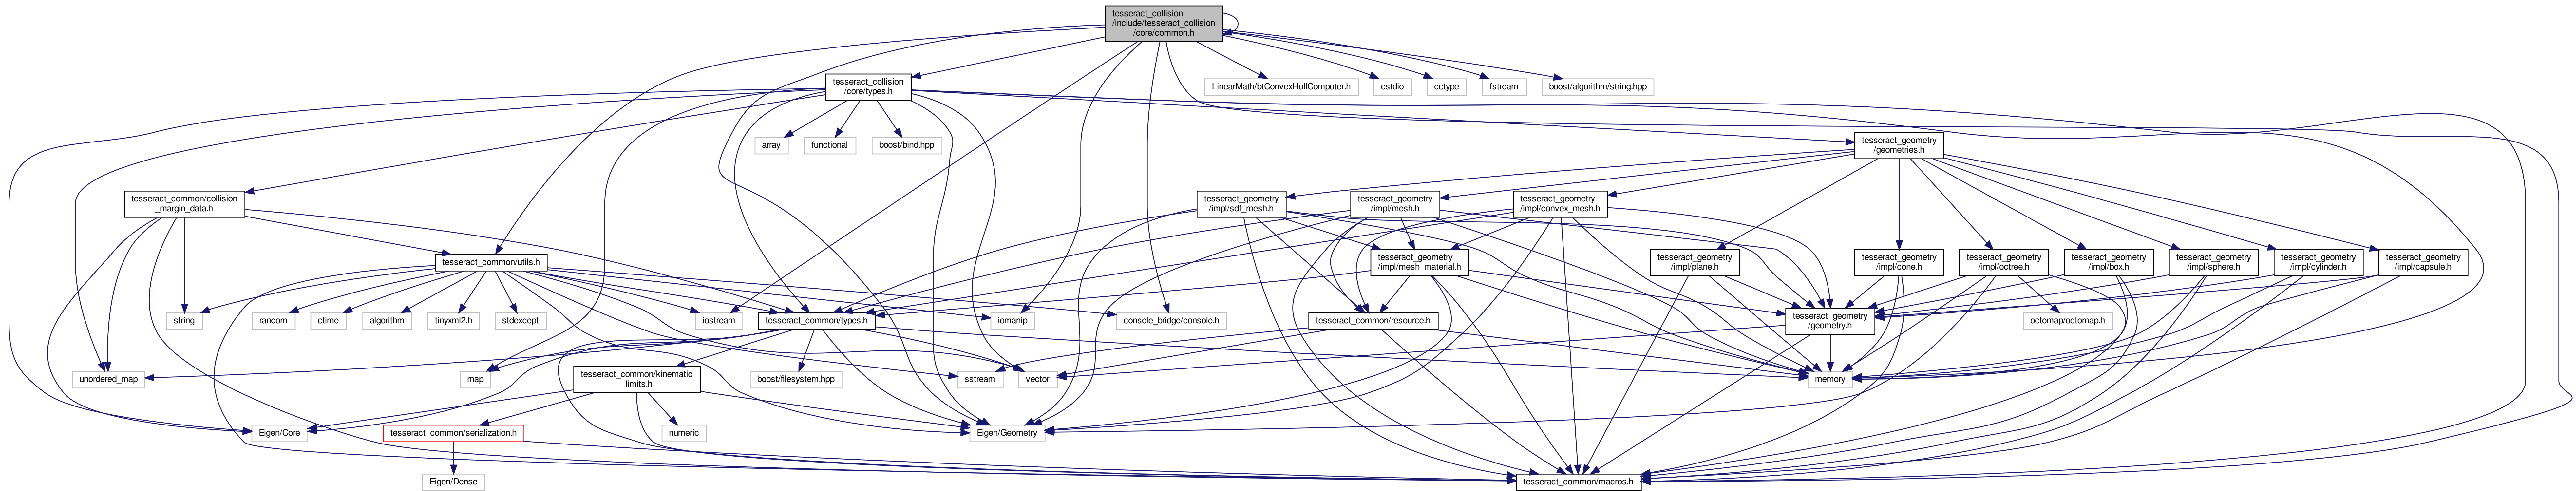 tesseract_collision
/include/tesseract_collision
/core/common.h
tesseract_collision
/core/types.h
LinearMath/btConvexHullComputer.h
cstdio
cctype
fstream
boost/algorithm/string.hpp
array
functional
boost/bind.hpp
tesseract_geometry
/geometries.h
tesseract_common/collision
_margin_data.h
tesseract_geometry
/impl/sdf_mesh.h
tesseract_geometry
/impl/mesh.h
tesseract_geometry
/impl/convex_mesh.h
tesseract_common/utils.h
tesseract_geometry
/impl/mesh_material.h
tesseract_geometry
/impl/plane.h
tesseract_geometry
/impl/cone.h
tesseract_geometry
/impl/octree.h
tesseract_geometry
/impl/box.h
tesseract_geometry
/impl/sphere.h
tesseract_geometry
/impl/cylinder.h
tesseract_geometry
/impl/capsule.h
string
random
ctime
algorithm
tinyxml2.h
stdexcept
iostream
tesseract_common/types.h
iomanip
console_bridge/console.h
tesseract_common/resource.h
tesseract_geometry
/geometry.h
octomap/octomap.h
unordered_map
map
tesseract_common/kinematic
_limits.h
boost/filesystem.hpp
sstream
vector
memory
Eigen/Core
tesseract_common/serialization.h
numeric
Eigen/Geometry
Eigen/Dense
tesseract_common/macros.h